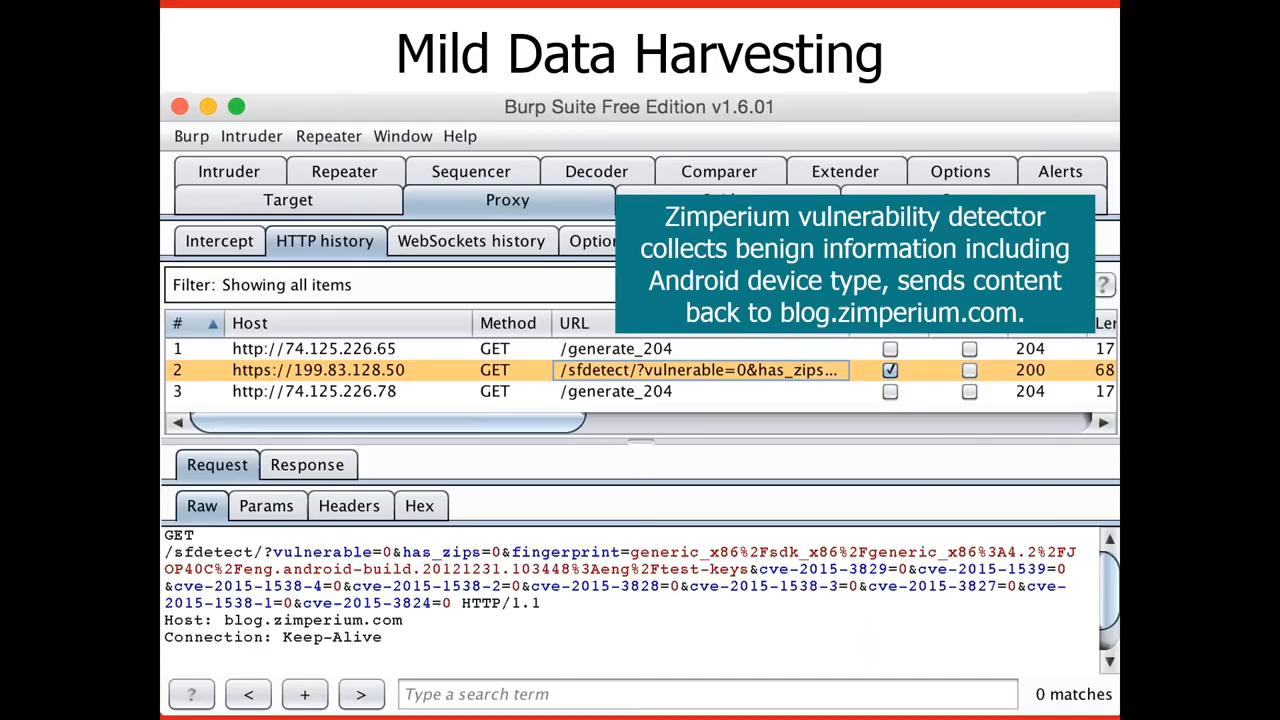 Mild Data Harvesting
Burp Suite Free Edition v1.6.01
Burp Intruder Repeater Window Help
Intruder Repeater Sequencer Decoder Comparer Extender Options Alerts
Target Proxy
Zimperium vulnerability detector
collects benign information including
Android device type, sends content
back to blog.zimperium.com.
Intercept HTTP history WebSockets history Option
Filter: Showing all items ?
# Host Method URL Ler
1 http://74.125.226.65 GET /generate_204 204 17
2 https://199.83.128.50 GET /sfdetect/?vulnerable=0&has_zips... 200 68
3 http://74.125.226.78 GET /generate_204 204 17
Request Response
Raw Params Headers Hex
GET
/sfdetect/?vulnerable=0&has_zips=0&fingerprint=generic_x86%2Fsdk_x86%2Fgeneric_x86%3A4.2%2FJ
OP40C%2Feng.android-build.20121231.103448%3Aeng%2Ftest-keys&cve-2015-3829=0&cve-2015-1539=0
&cve-2015-1538-4=0&cve-2015-1538-2=0&cve-2015-3828=0&cve-2015-1538-3=0&cve-2015-3827=0&cve-
2015-1538-1=0&cve-2015-3824=0 HTTP/1.1
Host: blog.zimperium.com
Connection: Keep-Alive
? < + > Type a search term 0 matches